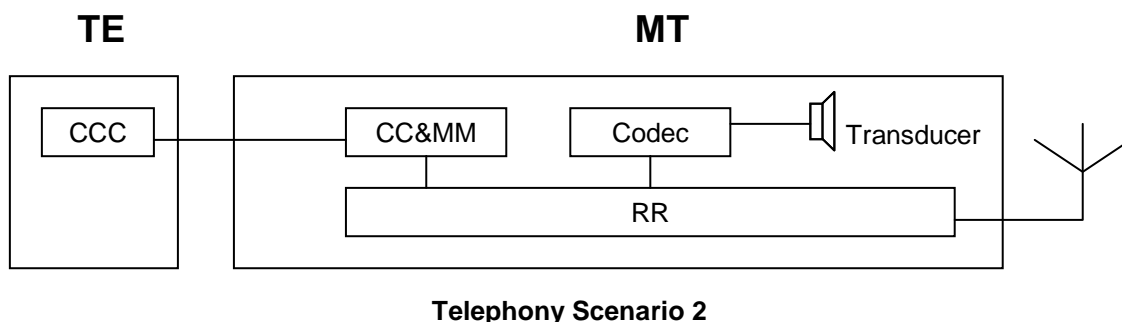 TE MT
CCC CC&MM Codec Transducer
RR
Telephony Scenario 2